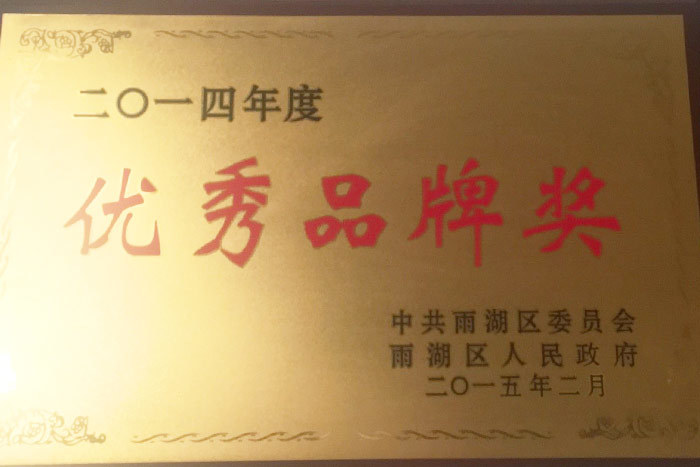 二〇一四年度
优秀品牌奖
中共雨湖区委员会
雨湖区人民政府
二〇一五年二月